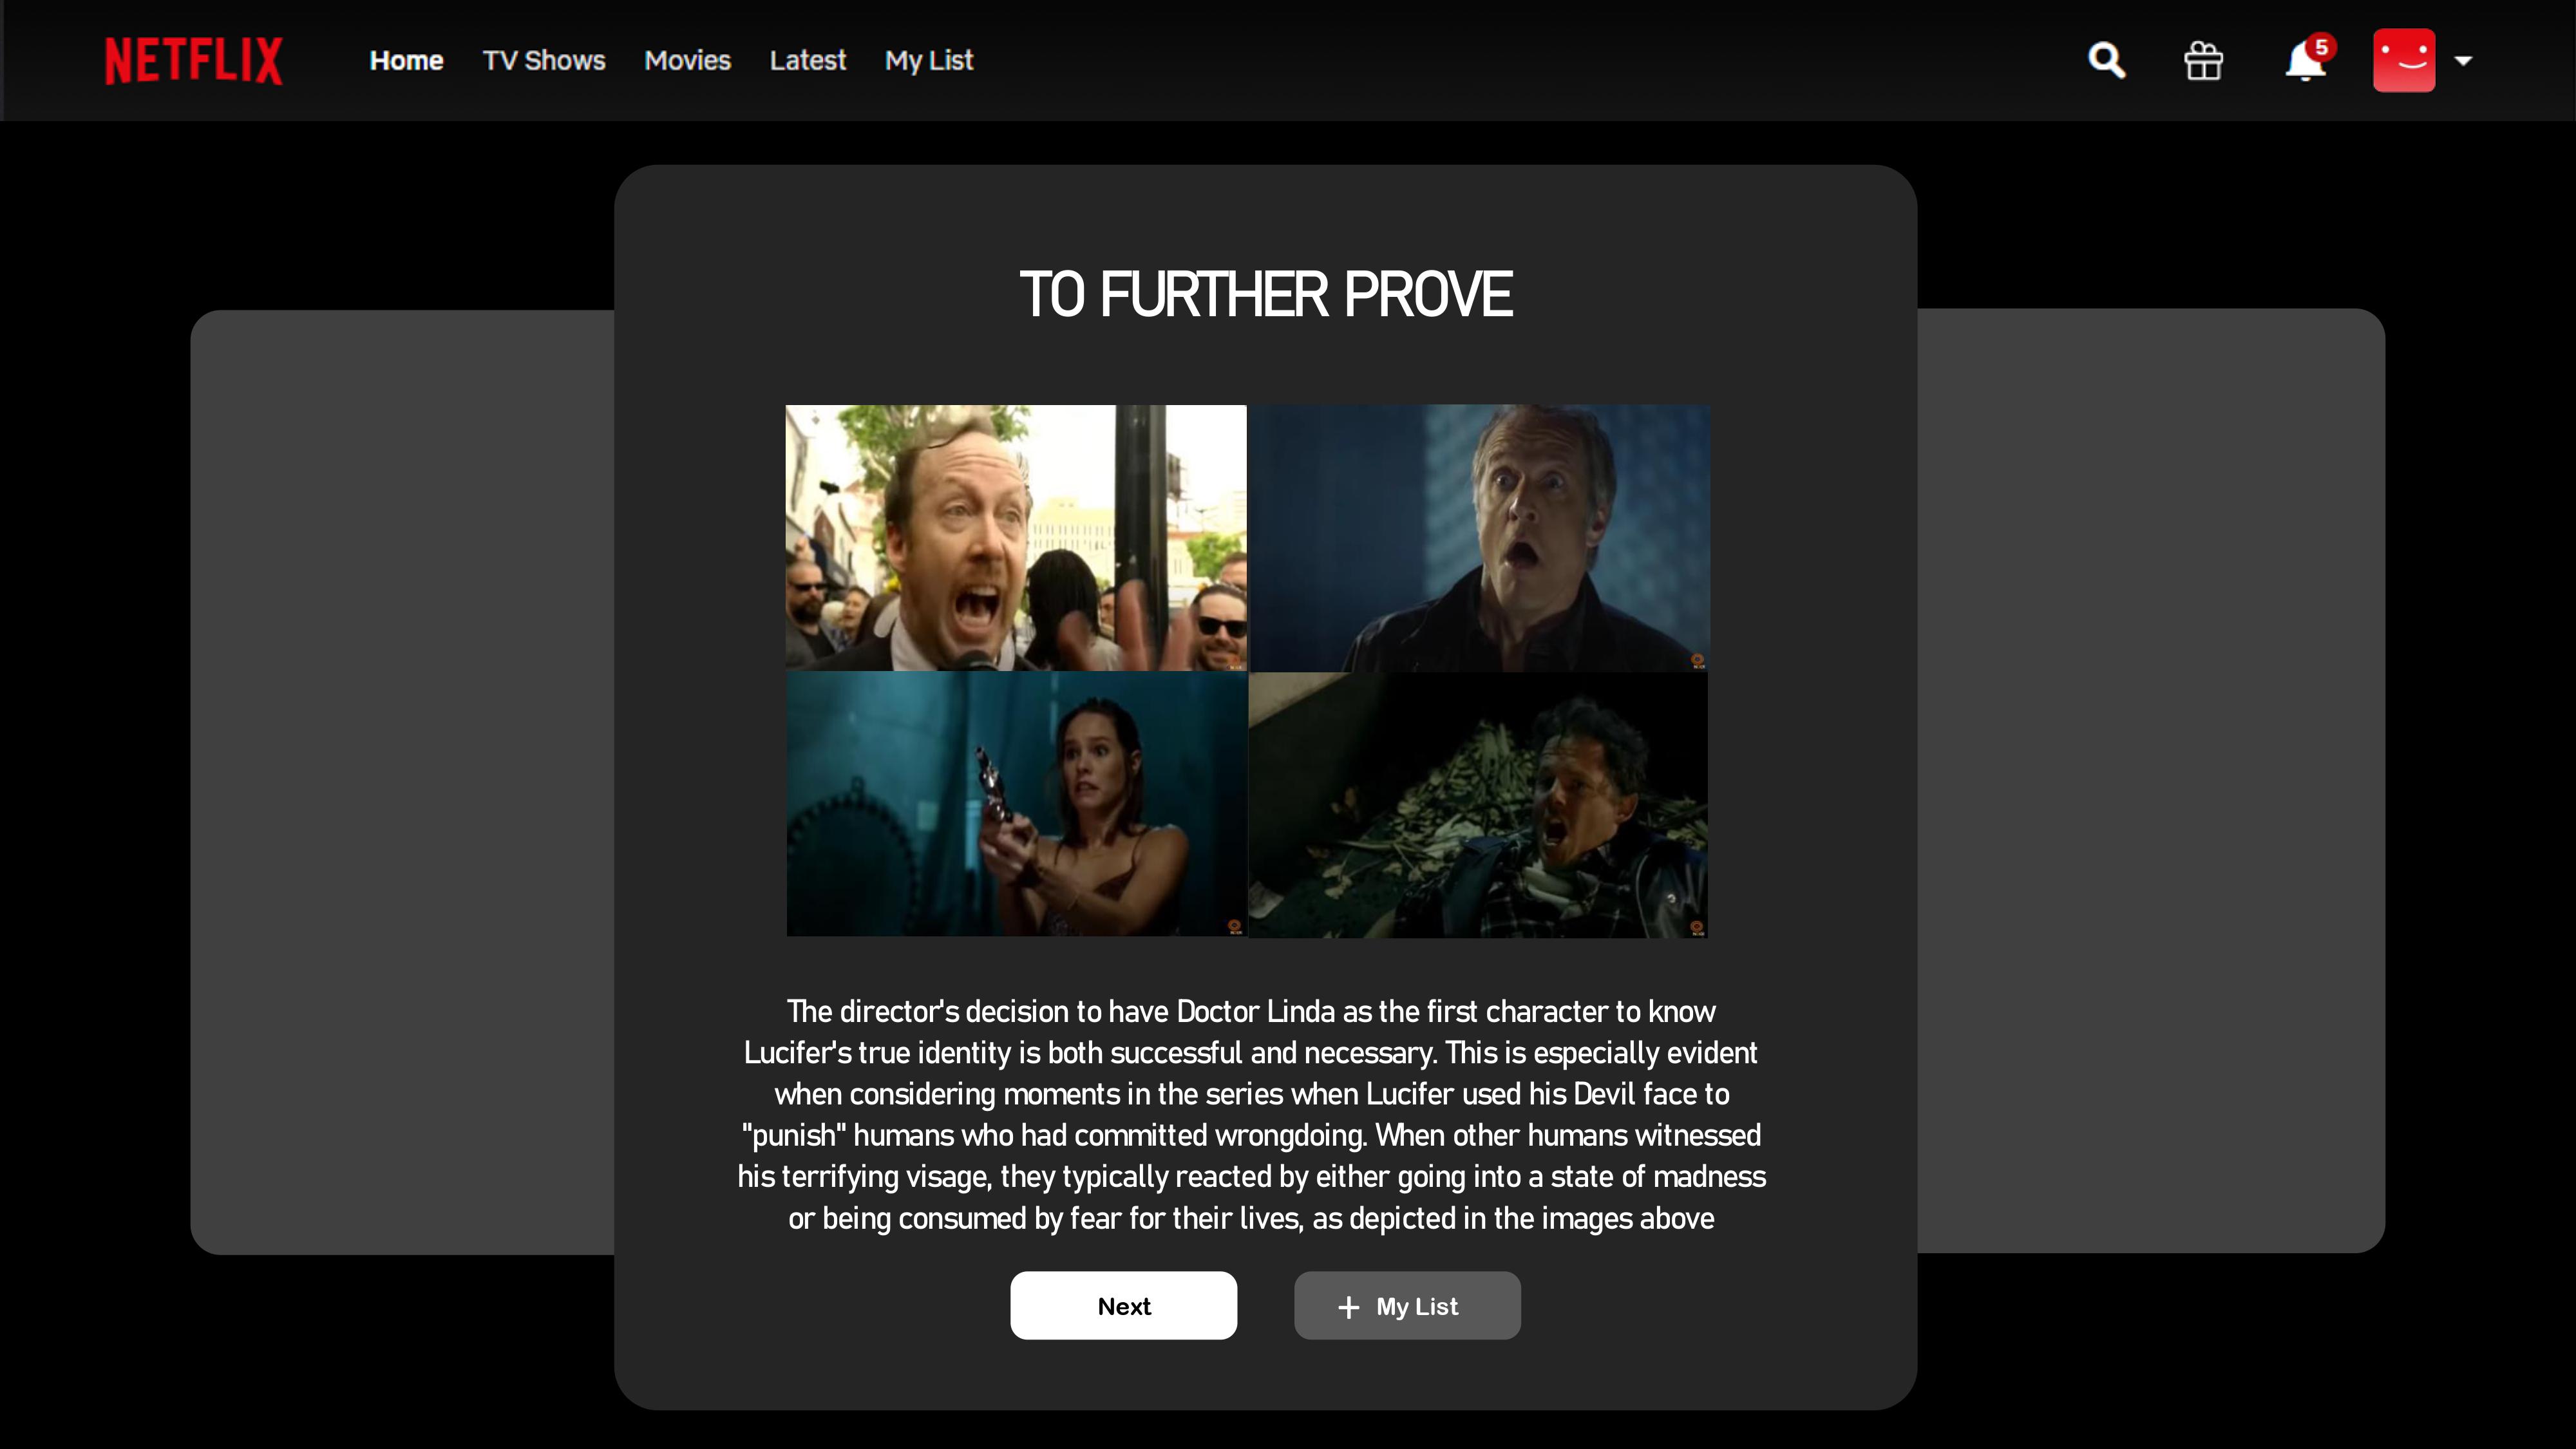 NETFLIX Home TV Shows Movies Latest My List 5
TO FURTHER PROVE
The director's decision to have Doctor Linda as the first character to know
Lucifer's true identity is both successful and necessary. This is especially evident
when considering moments in the series when Lucifer used his Devil face to
"punish" humans who had committed wrongdoing. When other humans witnessed
his terrifying visage, they typically reacted by either going into a state of madness
or being consumed by fear for their lives, as depicted in the images above
Next + My List